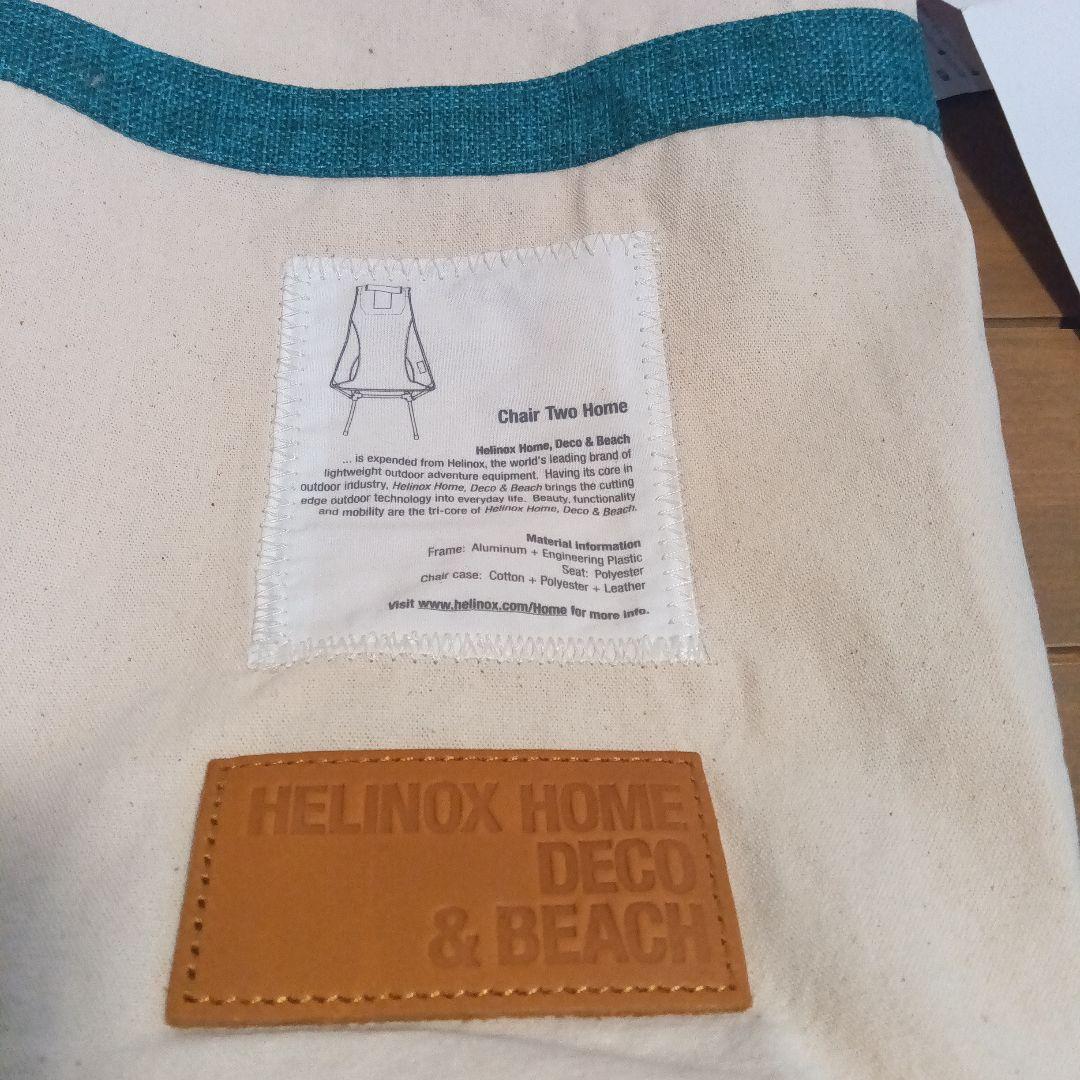 Chair Two Home
Helinox Home, Deco & Beach
... is expended from Helinox, the world's leading brand of
lightweight outdoor adventure equipment. Having its core in
outdoor industry, Helinox Home, Deco & Beach brings the cutting
edge outdoor technology into everyday life. Beauty, functionality
and mobility are the tri-core of Helinox Home, Deco & Beach.
Material information
Frame: Aluminum + Engineering Plastic
Seat: Polyester
Chair case: Cotton + Polyester + Leather
Visit www.helinox.com/Home for more info.
HELINOX HOME
DECO
& BEACH